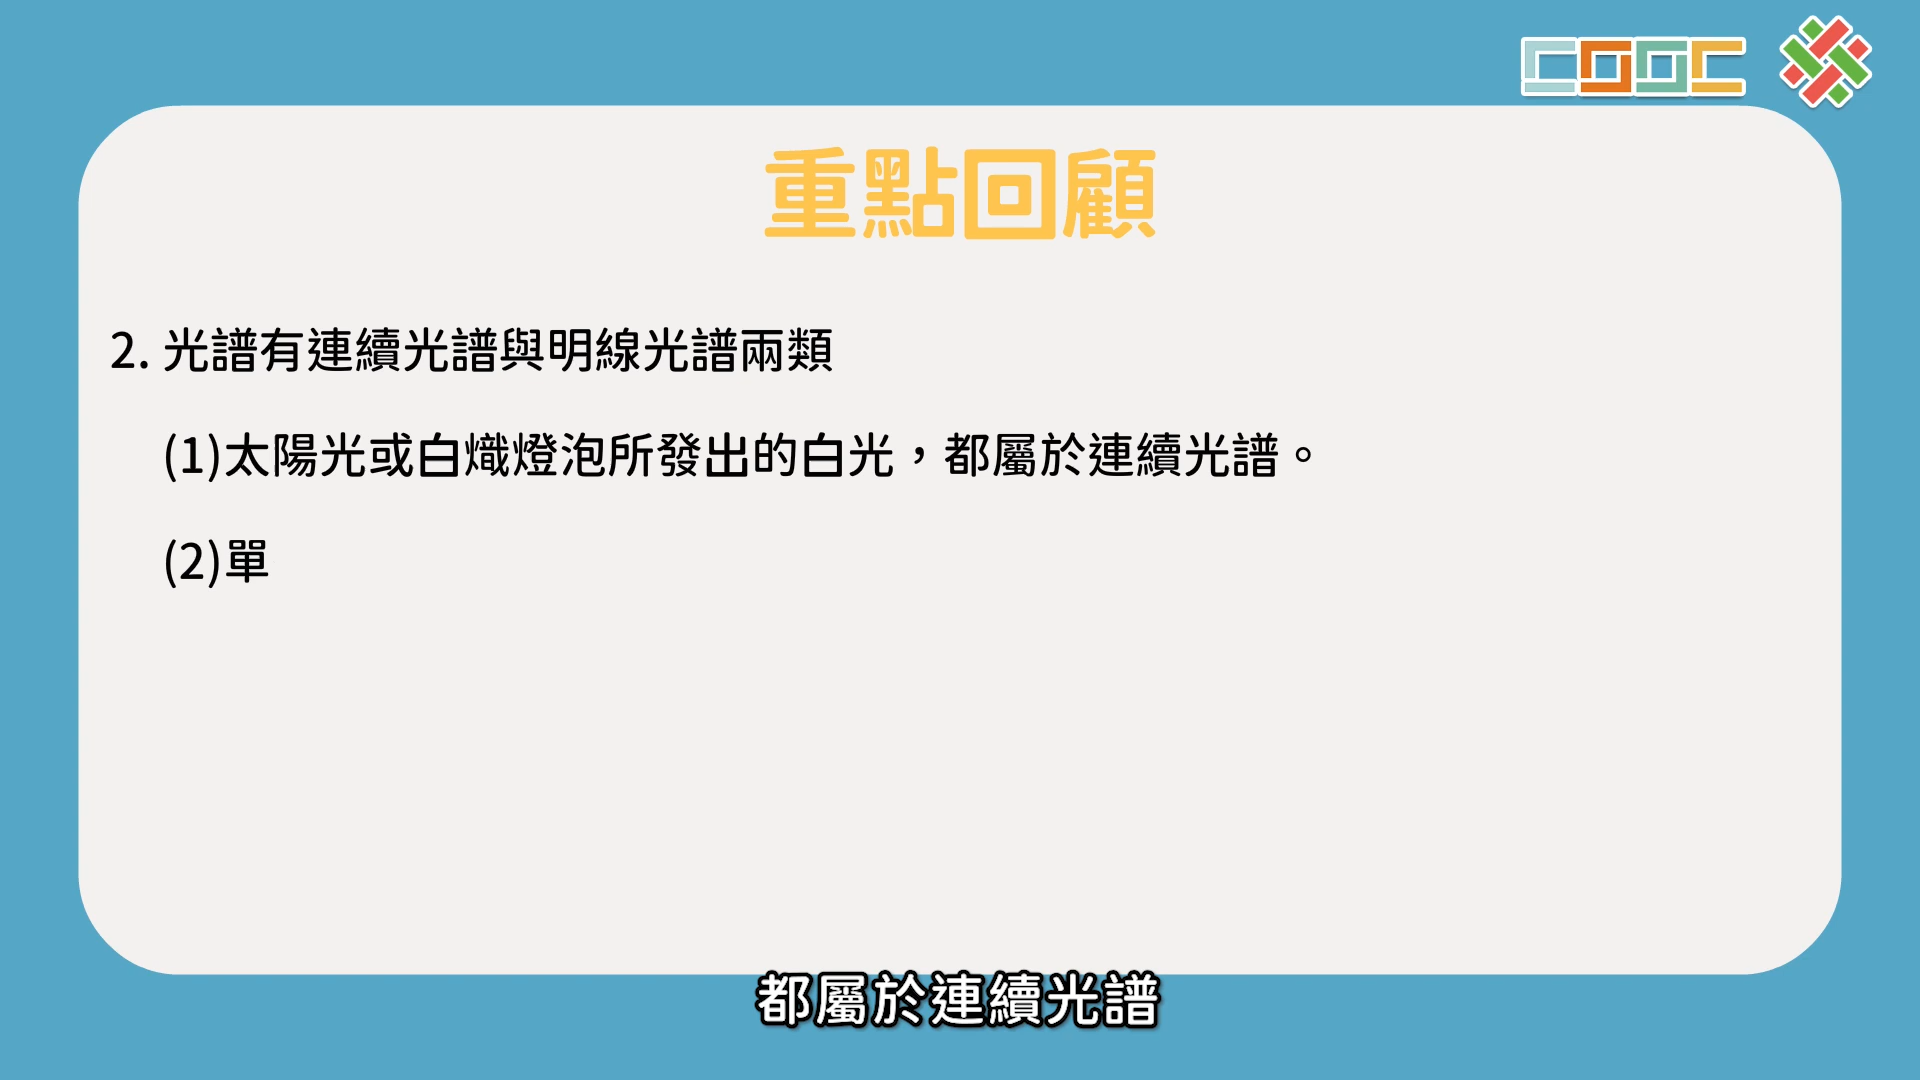 COOC
重點回顧
2. 光譜有連續光譜與明線光譜兩類
(1)太陽光或白熾燈泡所發出的白光，都屬於連續光譜。
(2)單
都屬於連續光譜